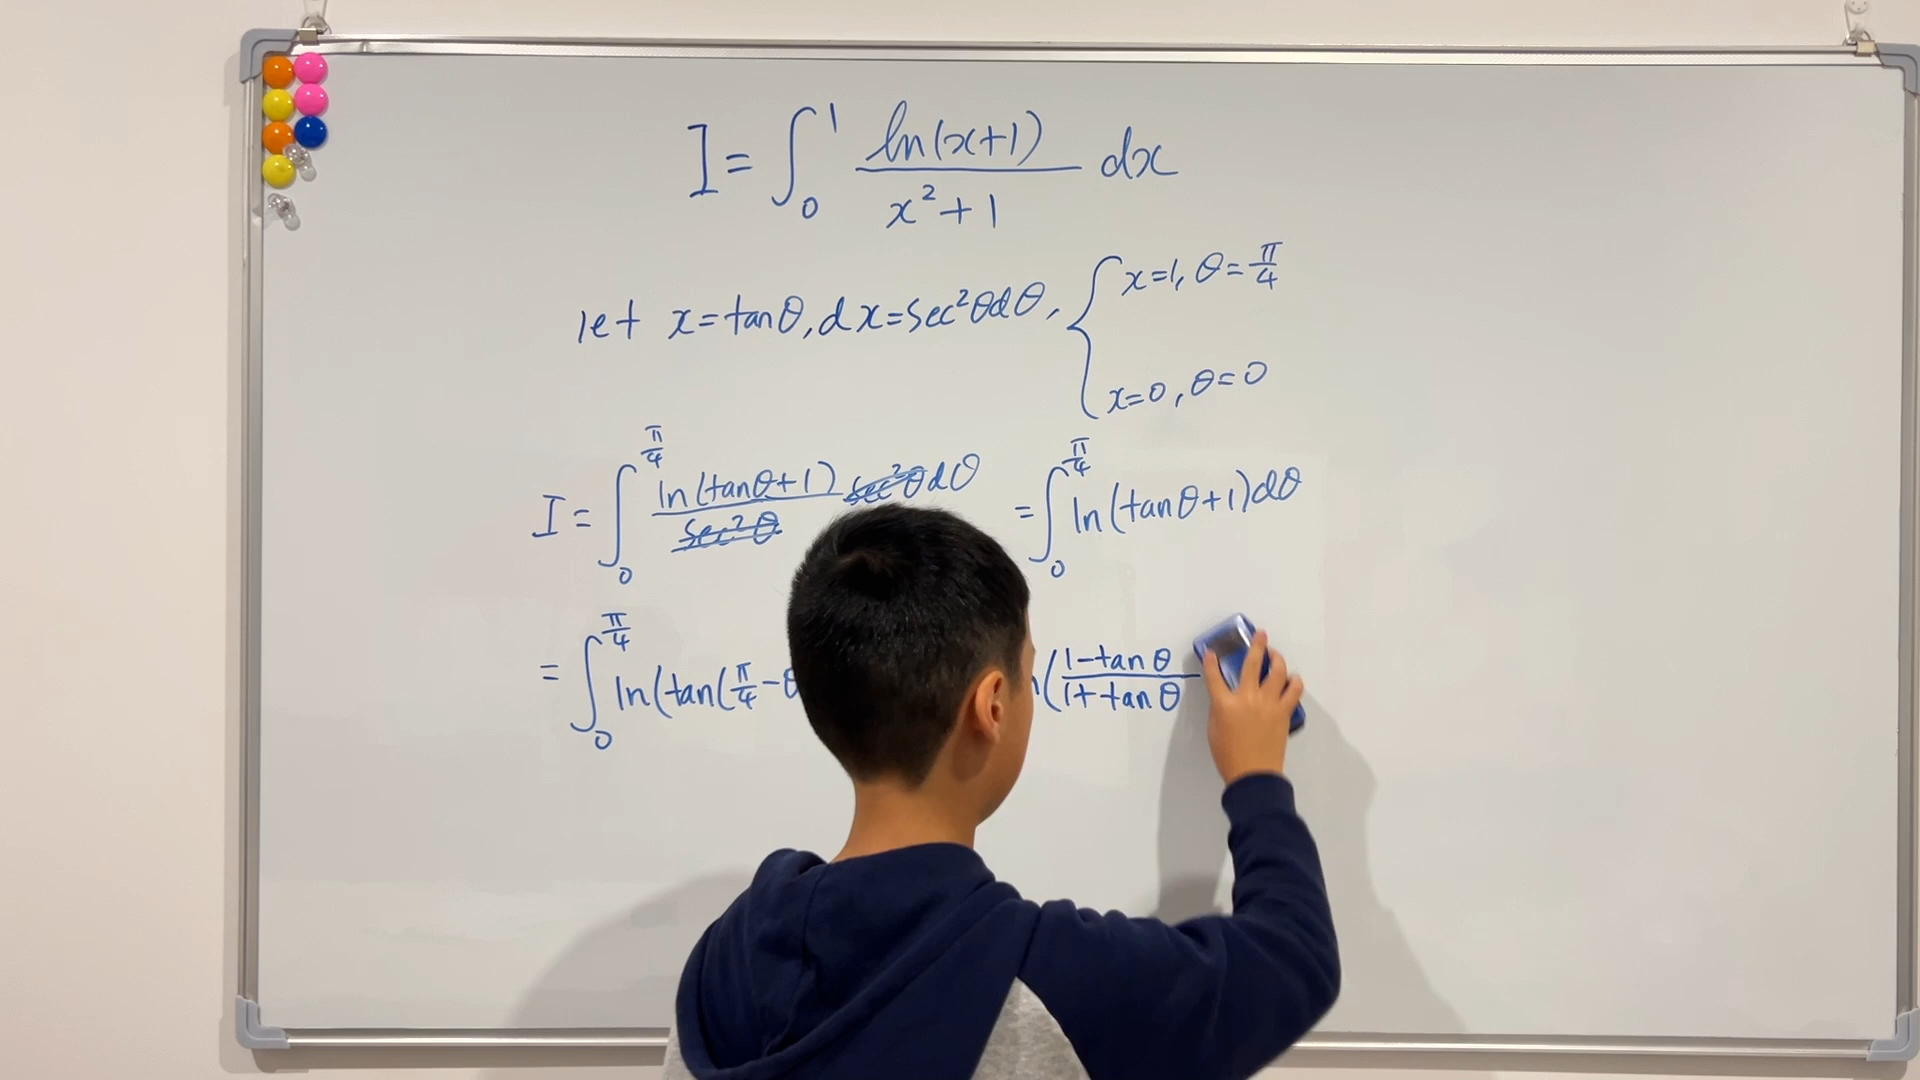 I = ∫₀¹ ln(x+1) / x²+1 dx
let x=tanθ, dx=sec²θdθ, { x=1, θ=π/4
x=0, θ=0
I = ∫₀^(π/4) ln(tanθ+1) / sec²θ sec²θdθ = ∫₀^(π/4) ln(tanθ+1)dθ
= ∫₀^(π/4) ln(tan(π/4-θ (1-tanθ / 1+tanθ